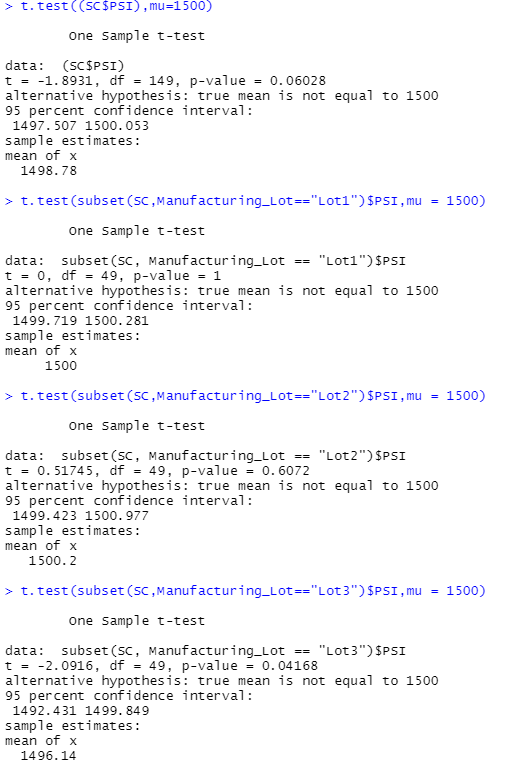 > t.test((SC$PSI),mu=1500)
One Sample t-test
data:  (SC$PSI)
t = -1.8931, df = 149, p-value = 0.06028
alternative hypothesis: true mean is not equal to 1500
95 percent confidence interval:
1497.507 1500.053
sample estimates:
mean of x
1498.78
> t.test(subset(SC,Manufacturing_Lot=="Lot1")$PSI,mu = 1500)
One Sample t-test
data:  subset(SC, Manufacturing_Lot == "Lot1")$PSI
t = 0, df = 49, p-value = 1
alternative hypothesis: true mean is not equal to 1500
95 percent confidence interval:
1499.719 1500.281
sample estimates:
mean of x
1500
> t.test(subset(SC,Manufacturing_Lot=="Lot2")$PSI,mu = 1500)
One Sample t-test
data:  subset(SC, Manufacturing_Lot == "Lot2")$PSI
t = 0.51745, df = 49, p-value = 0.6072
alternative hypothesis: true mean is not equal to 1500
95 percent confidence interval:
1499.423 1500.977
sample estimates:
mean of x
1500.2
> t.test(subset(SC,Manufacturing_Lot=="Lot3")$PSI,mu = 1500)
One Sample t-test
data:  subset(SC, Manufacturing_Lot == "Lot3")$PSI
t = -2.0916, df = 49, p-value = 0.04168
alternative hypothesis: true mean is not equal to 1500
95 percent confidence interval:
1492.431 1499.849
sample estimates:
mean of x
1496.14